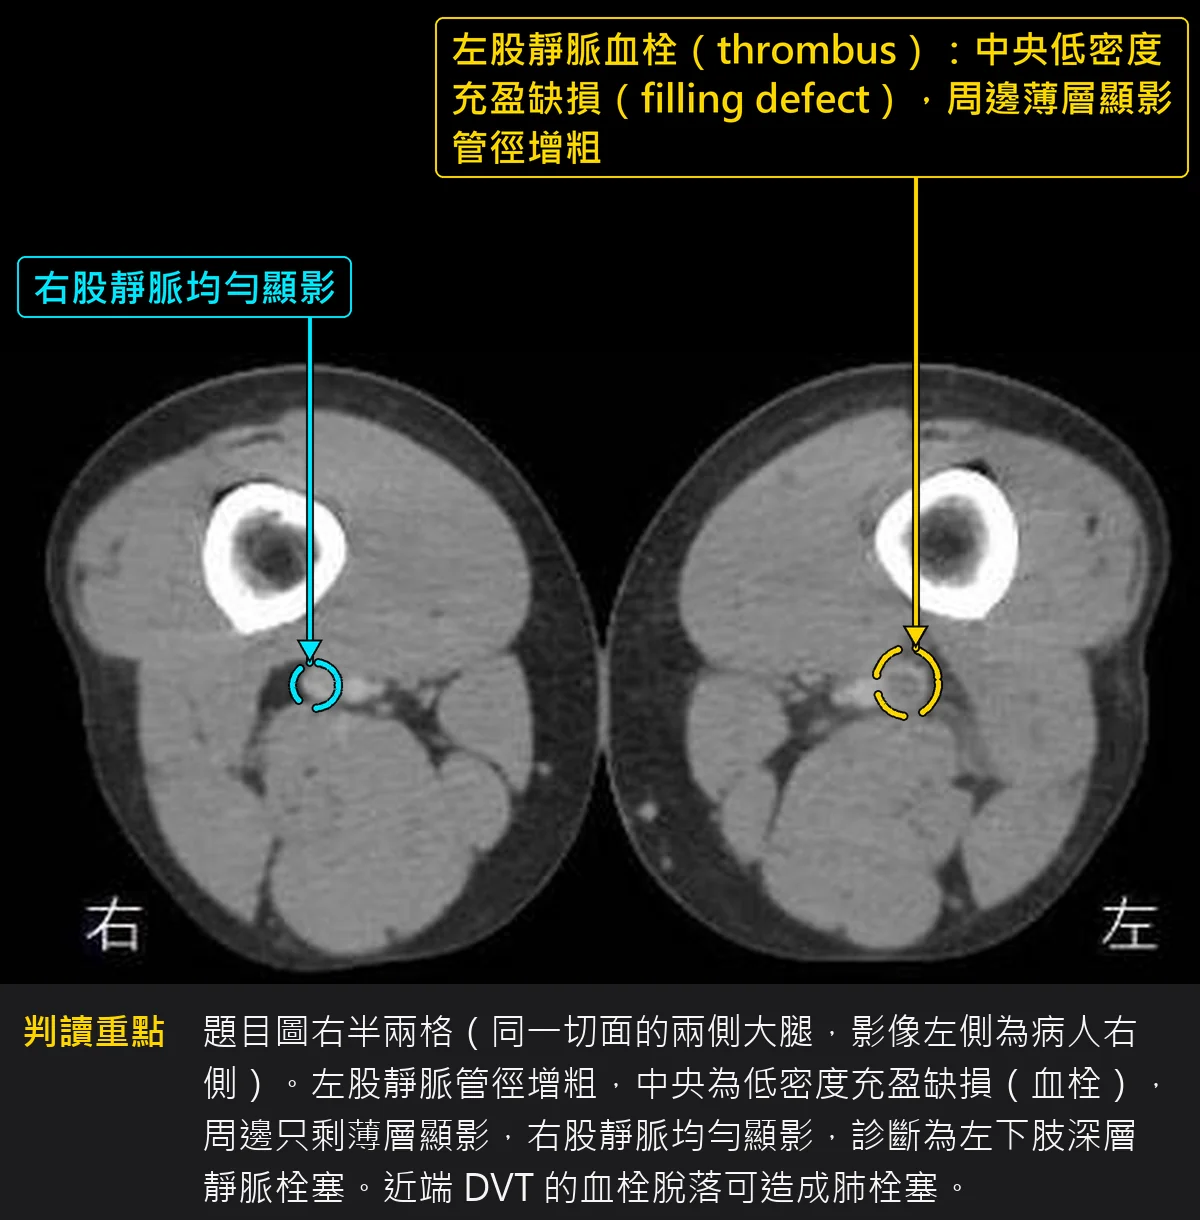 左股靜脈血栓（thrombus）：中央低密度
充盈缺損（filling defect），周邊薄層顯影
管徑增粗
右股靜脈均勻顯影
右
左
判讀重點
題目圖右半兩格（同一切面的兩側大腿，影像左側為病人右
側）。左股靜脈管徑增粗，中央為低密度充盈缺損（血栓），
周邊只剩薄層顯影，右股靜脈均勻顯影，診斷為左下肢深層
靜脈栓塞。近端 DVT 的血栓脫落可造成肺栓塞。